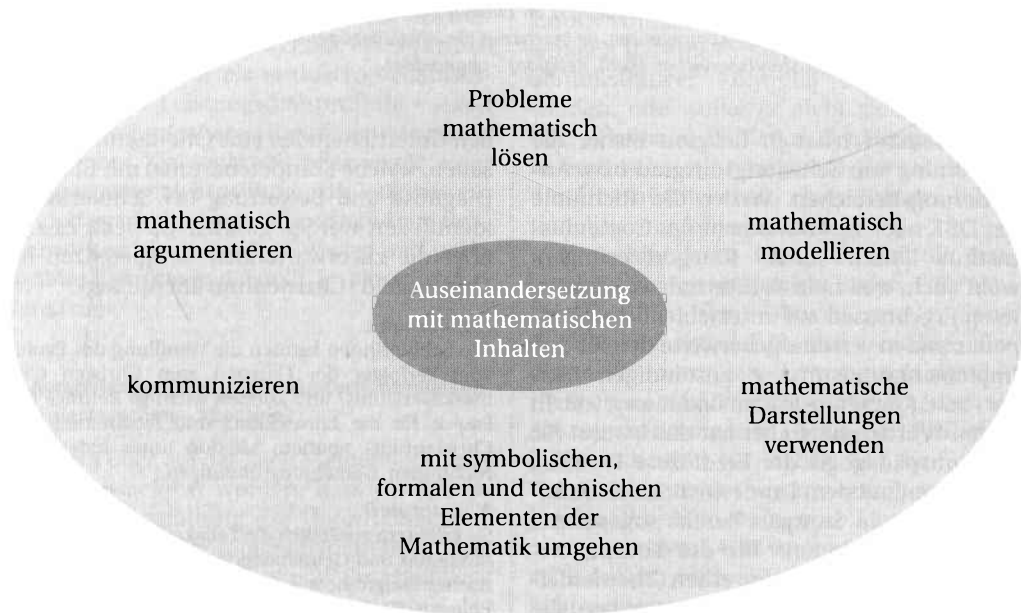 Probleme
mathematisch
lösen
mathematisch
argumentieren
mathematisch
modellieren
Auseinandersetzung
mit mathematischen
Inhalten
kommunizieren
mathematische
Darstellungen
verwenden
mit symbolischen,
formalen und technischen
Elementen der
Mathematik umgehen